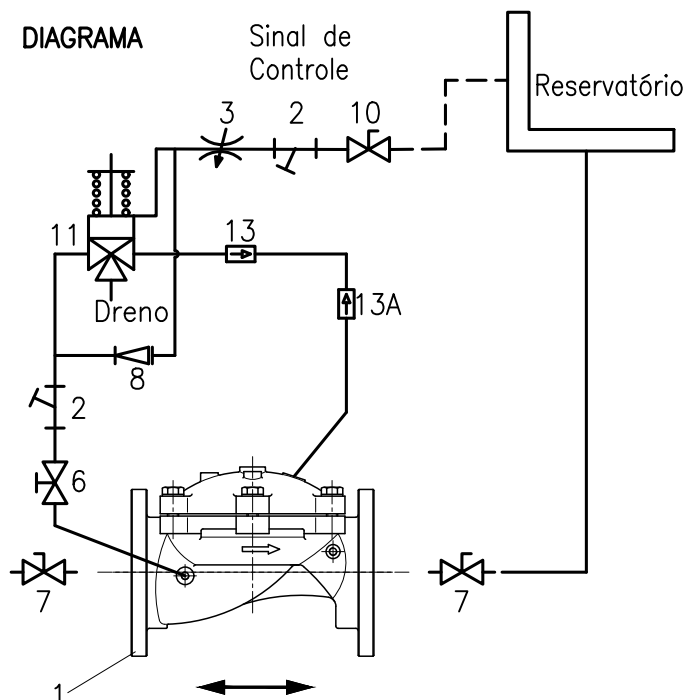 DIAGRAMA
Sinal de
Controle
Reservatório
3
2
10
11
13
Dreno
13A
8
2
6
7
7
1